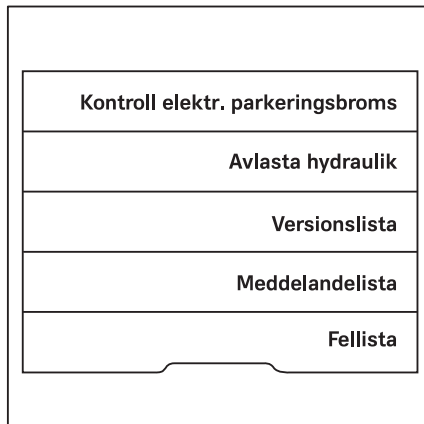 Kontroll elektr. parkeringsbroms
Avlasta hydraulik
Versionslista
Meddelandelista
Fellista